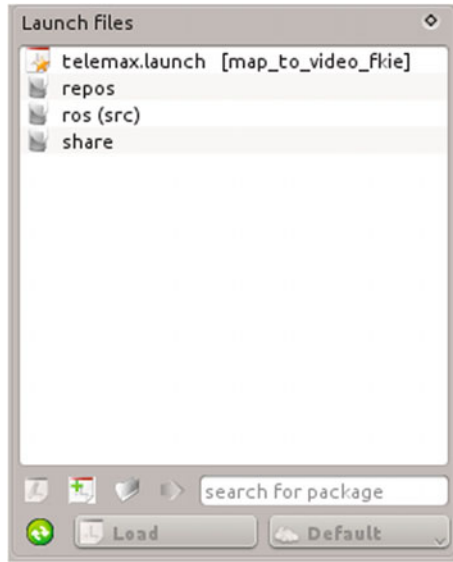 Launch files
telemax.launch [map_to_video_fkie]
repos
ros (src)
share
search for package
Load
Default